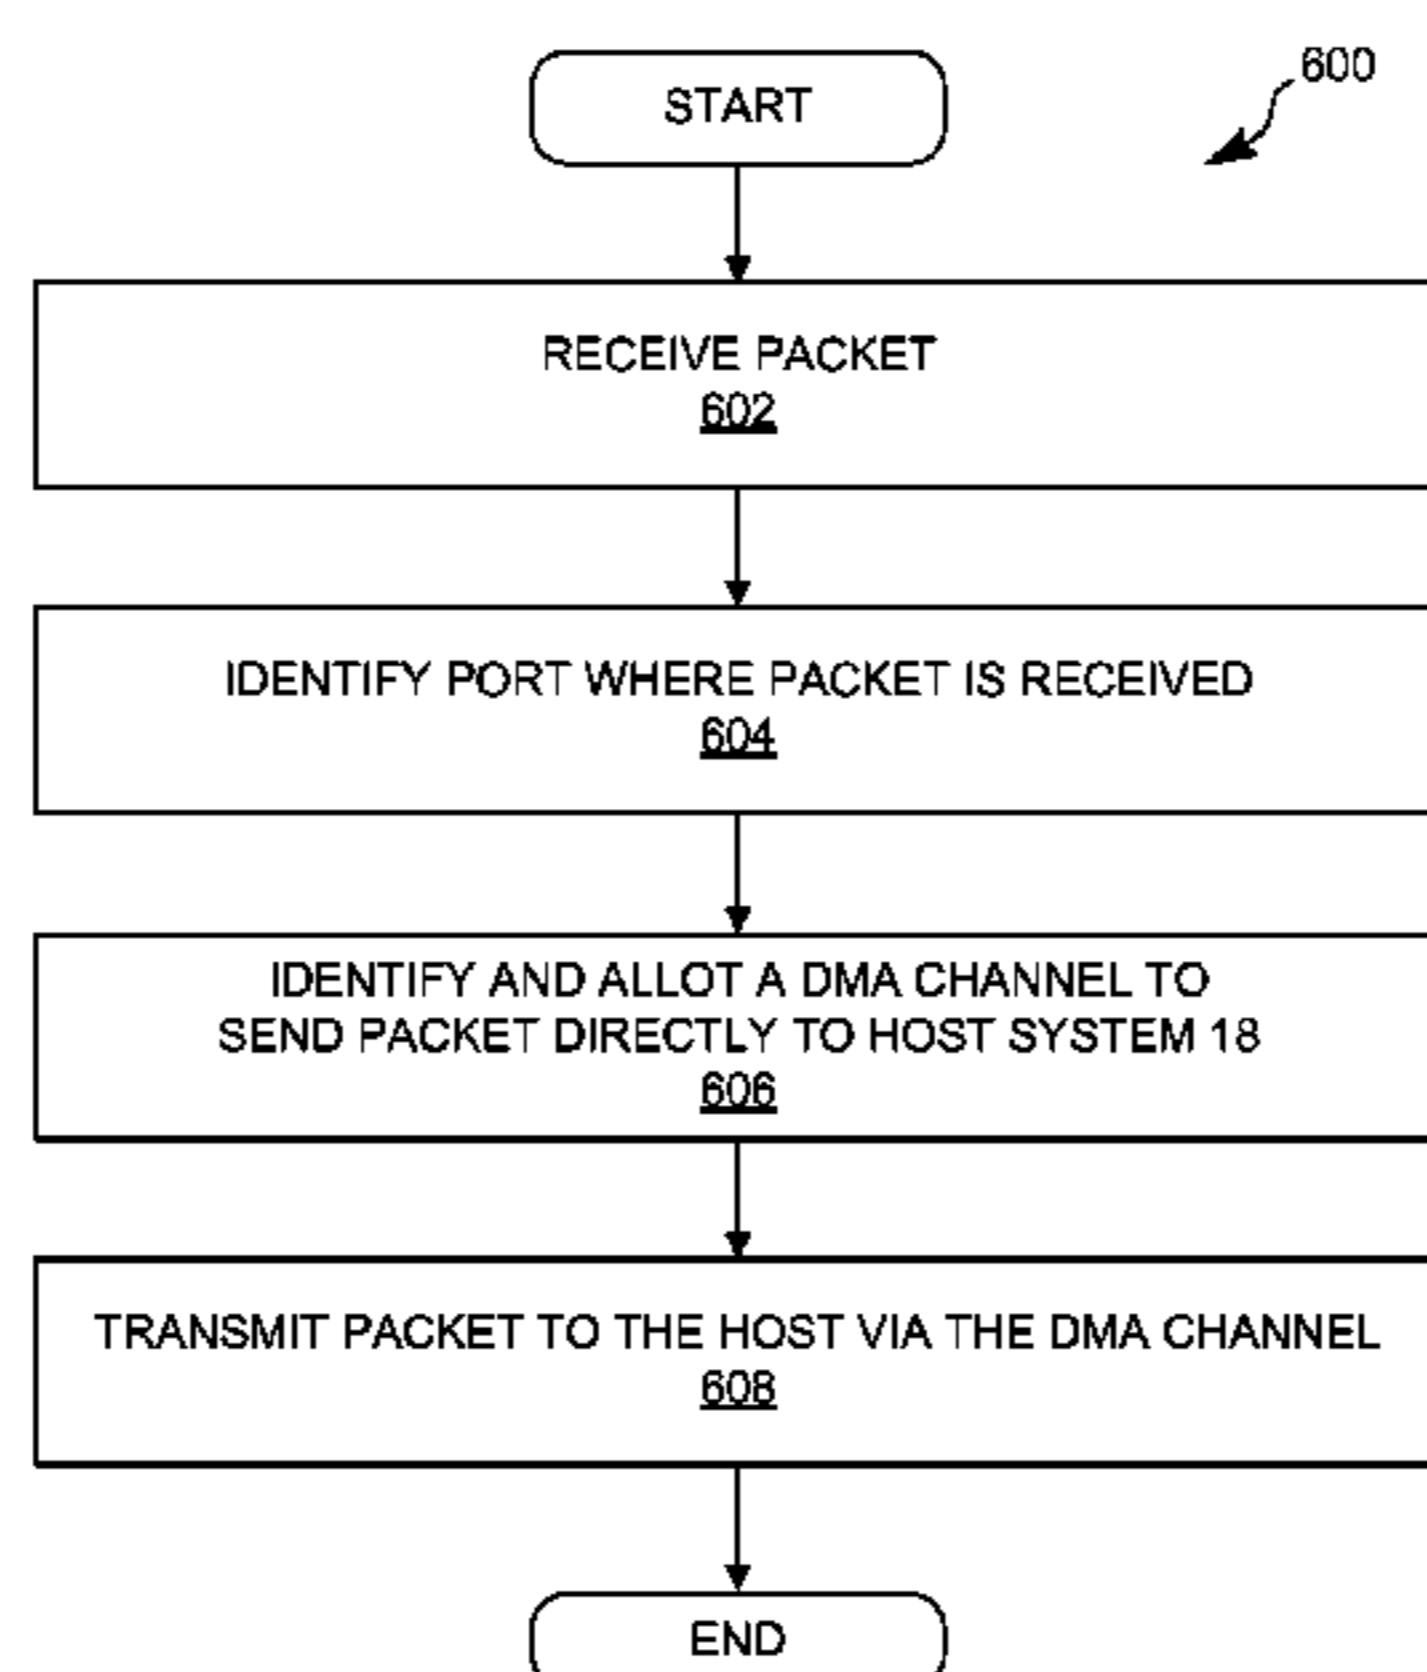 START
600
RECEIVE PACKET
602
IDENTIFY PORT WHERE PACKET IS RECEIVED
604
IDENTIFY AND ALLOT A DMA CHANNEL TO
SEND PACKET DIRECTLY TO HOST SYSTEM 18
606
TRANSMIT PACKET TO THE HOST VIA THE DMA CHANNEL
608
END